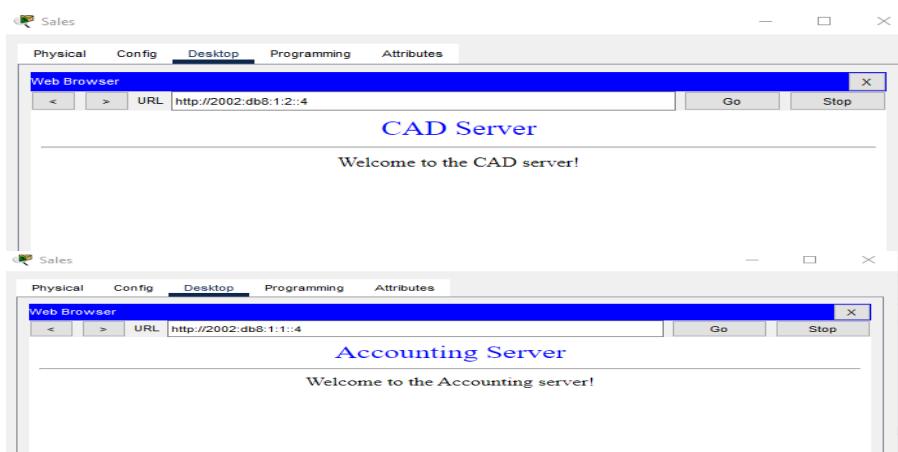 Sales
Physical Config Desktop Programming Attributes
Web Browser X
< > URL http://2002:db8:1:2::4 Go Stop
CAD Server
Welcome to the CAD server!
Sales
Physical Config Desktop Programming Attributes
Web Browser X
< > URL http://2002:db8:1:1::4 Go Stop
Accounting Server
Welcome to the Accounting server!